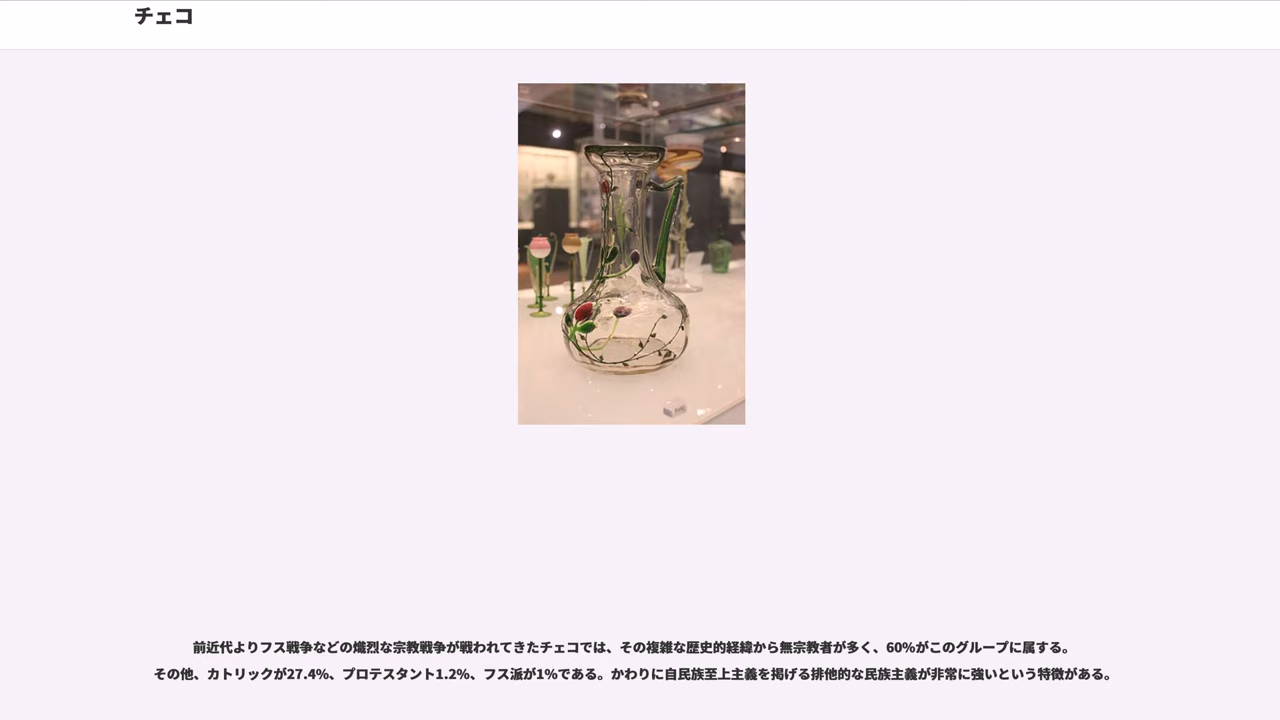 チェコ
前近代よりフス戦争などの熾烈な宗教戦争が戦われてきたチェコでは、その複雑な歴史的経緯から無宗教者が多く、60%がこのグループに属する。
その他、カトリックが27.4%、プロテスタント1.2%、フス派が1%である。かわりに自民族至上主義を掲げる排他的な民族主義が非常に強いという特徴がある。